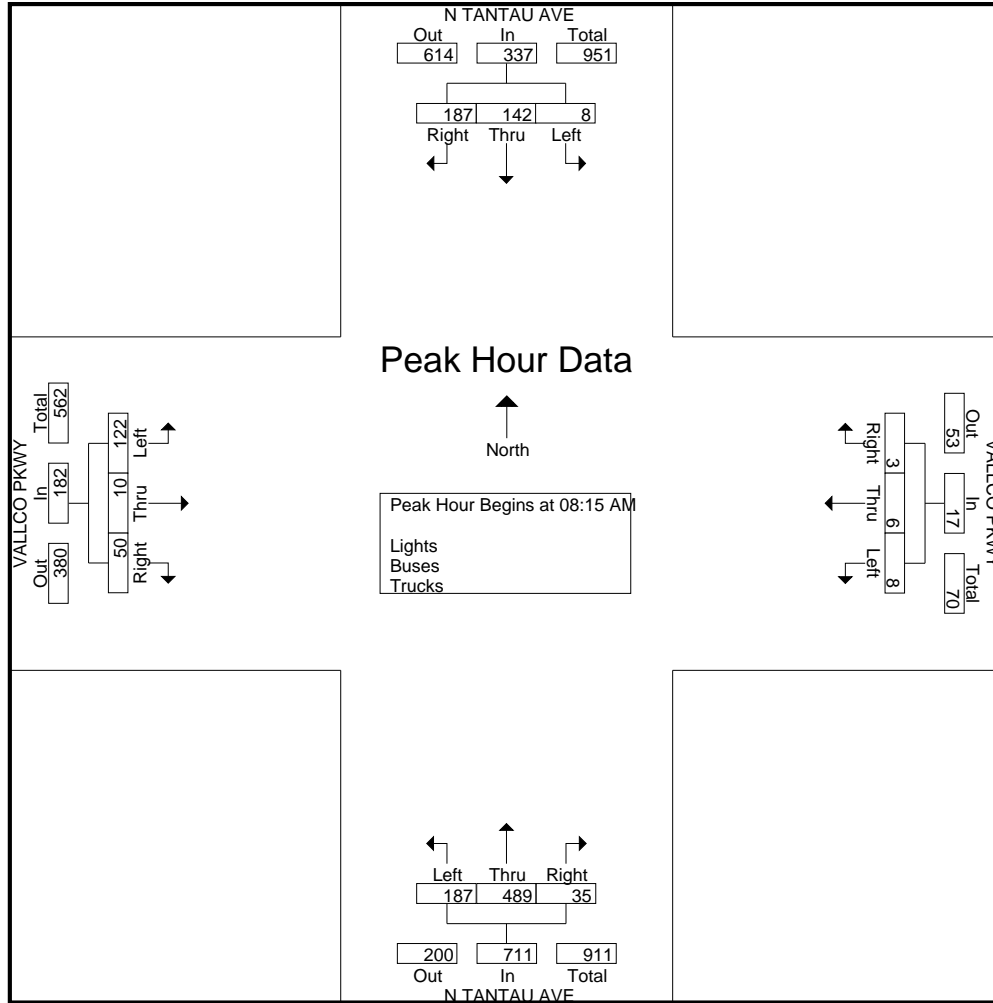 N TANTAU AVE
Out In Total
614 337 951
187 142 8
Right Thru Left
Peak Hour Data
North
Peak Hour Begins at 08:15 AM
Lights
Buses
Trucks
VALLCO PKWY
Out In Total
380 182 562
50 10 122
Right Thru Left
VALLCO PKWY
Out In Total
53 17 70
3 6 8
Right Thru Left
Left Thru Right
187 489 35
200 711 911
Out In Total
N TANTAU AVE